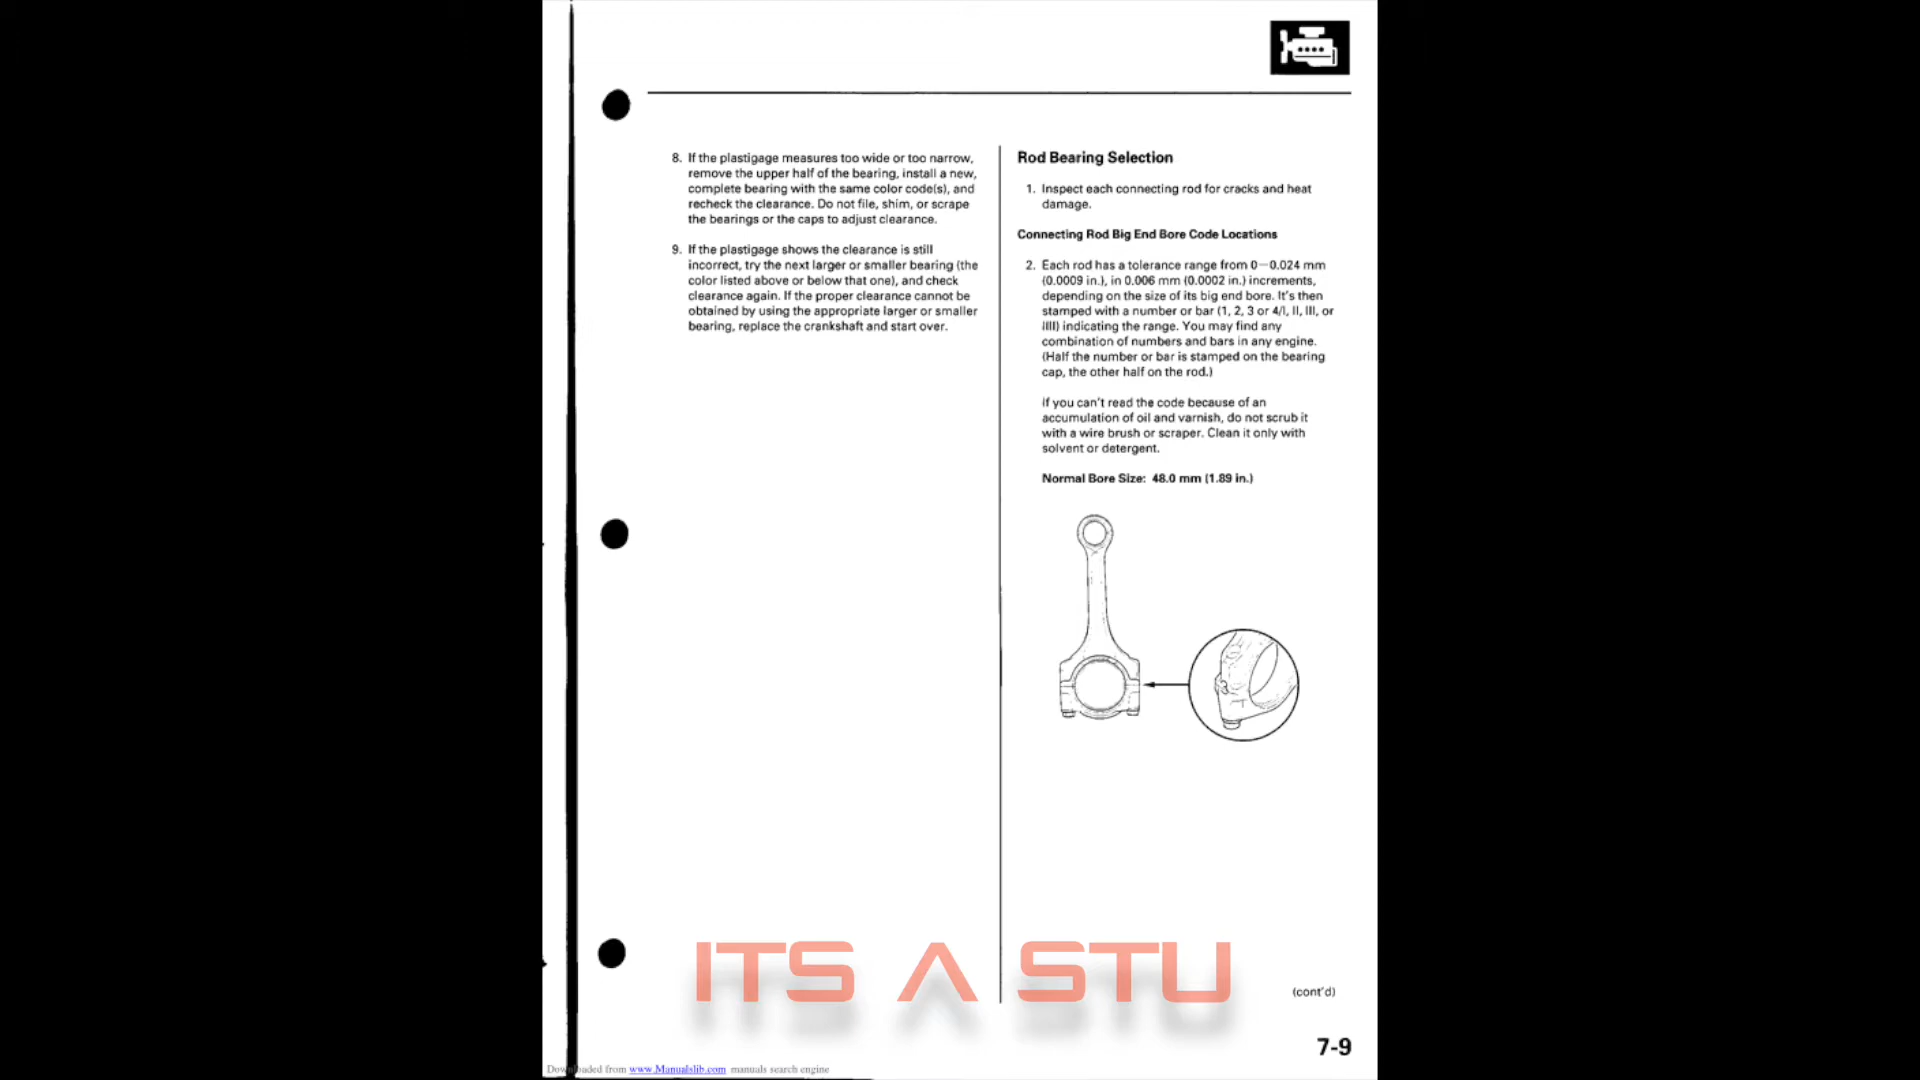 8. If the plastigage measures too wide or too narrow,
remove the upper half of the bearing, install a new,
complete bearing with the same color code(s), and
recheck the clearance. Do not file, shim, or scrape
the bearings or the caps to adjust clearance.
9. If the plastigage shows the clearance is still
incorrect, try the next larger or smaller bearing (the
color listed above or below that one), and check
clearance again. If the proper clearance cannot be
obtained by using the appropriate larger or smaller
bearing, replace the crankshaft and start over.
Rod Bearing Selection
1. Inspect each connecting rod for cracks and heat
damage.
Connecting Rod Big End Bore Code Locations
2. Each rod has a tolerance range from 0—0.024 mm
(0.0009 in.), in 0.006 mm (0.0002 in.) increments,
depending on the size of its big end bore. It's then
stamped with a number or bar (1, 2, 3 or 4/I, II, III, or
IIII) indicating the range. You may find any
combination of numbers and bars in any engine.
(Half the number or bar is stamped on the bearing
cap, the other half on the rod.)
If you can't read the code because of an
accumulation of oil and varnish, do not scrub it
with a wire brush or scraper. Clean it only with
solvent or detergent.
Normal Bore Size: 48.0 mm (1.89 in.)
ITS A STU
(cont'd)
7-9
Downloaded from www.Manualslib.com manuals search engine